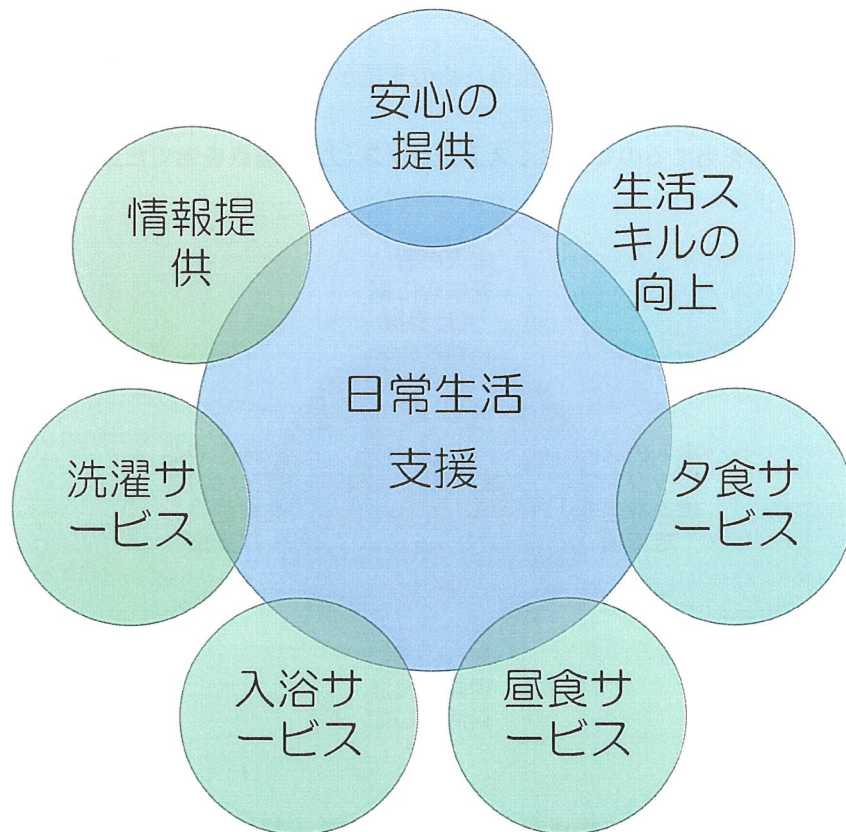 安心の
提供
生活ス
キルの
向上
夕食サ
ービス
昼食サ
ービス
入浴サ
ービス
洗濯サ
ービス
情報提
供
日常生活
支援